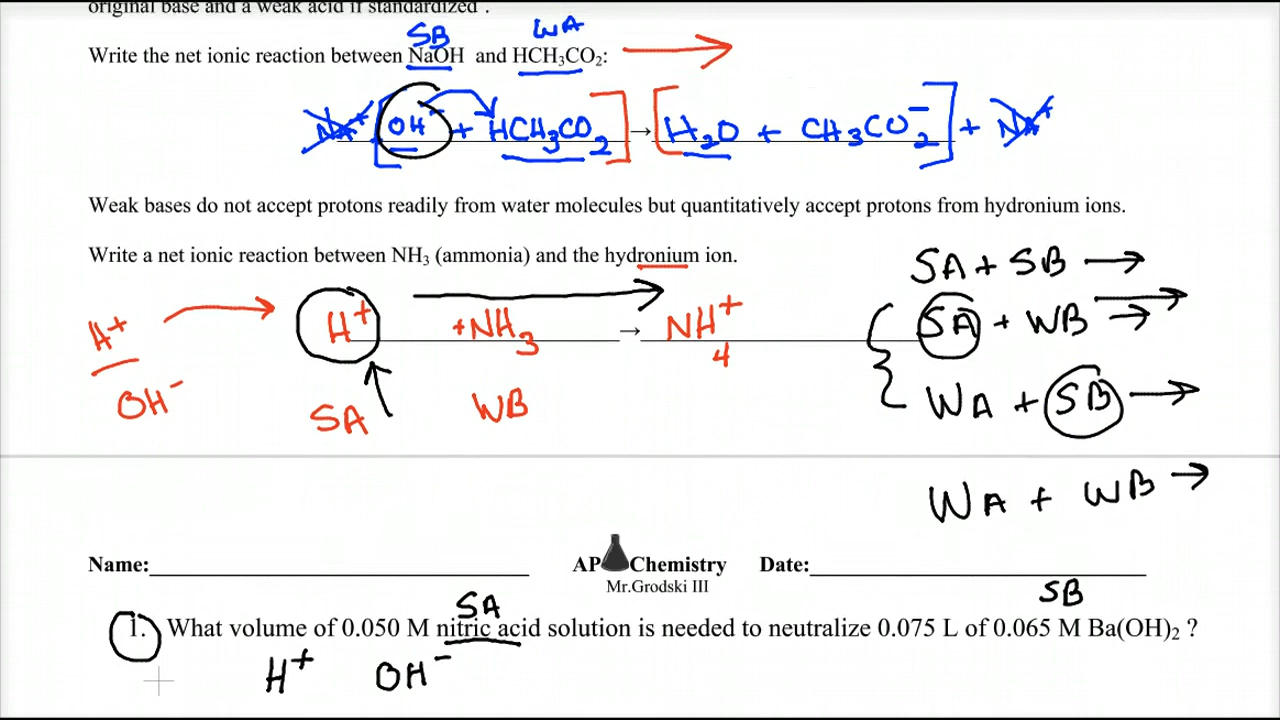 original base and a weak acid if standardized .
SB WA
Write the net ionic reaction between NaOH and HCH₃CO₂:
Na⁺ [OH⁻ + HCH₃CO₂] → [H₂O + CH₃CO₂⁻] + Na⁺
Weak bases do not accept protons readily from water molecules but quantitatively accept protons from hydronium ions.
Write a net ionic reaction between NH₃ (ammonia) and the hydronium ion.
SA + SB →
H⁺ H⁺ + NH₃ → NH₄⁺ SA + WB →
OH⁻ SA WB WA + SB →
WA + WB →
Name: AP Chemistry Date:
Mr.Grodski III
SA SB
1. What volume of 0.050 M nitric acid solution is needed to neutralize 0.075 L of 0.065 M Ba(OH)₂ ?
H⁺ OH⁻